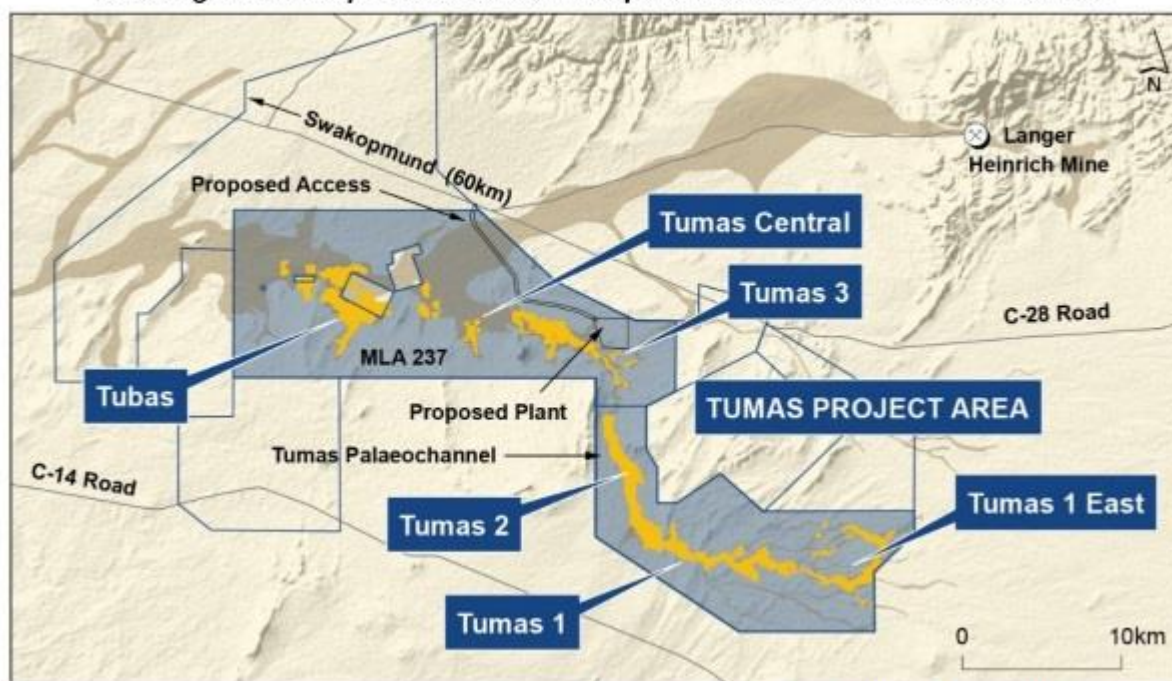 N
Langer
Heinrich Mine
Swakopmund (60km)
Proposed Access
Tumas Central
Tumas 3
C-28 Road
MLA 237
Tubas
Proposed Plant
TUMAS PROJECT AREA
Tumas Palaeochannel
C-14 Road
Tumas 2
Tumas 1 East
Tumas 1
0
10km